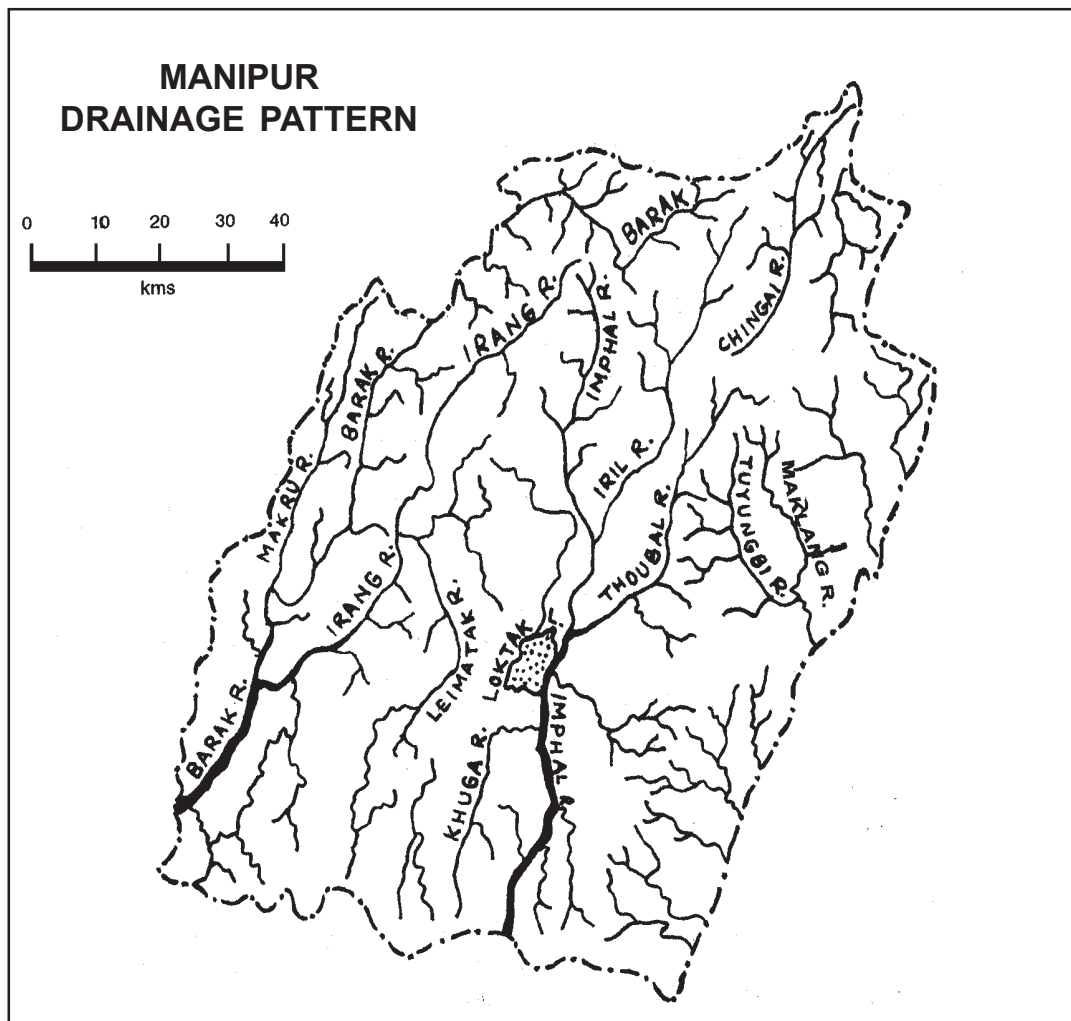 MANIPUR
DRAINAGE PATTERN
0 10 20 30 40
kms
BARAK
CHINGAI R.
IRANG R.
IMPHAL R.
BARAK R.
MAKRU R.
IRIL R.
THOUBAL R.
TUYUNGBI R.
MAKLANG R.
IRANG R.
LEIMATAK R.
LOKTAK L.
BARAK R.
KHUGA R.
IMPHAL R.